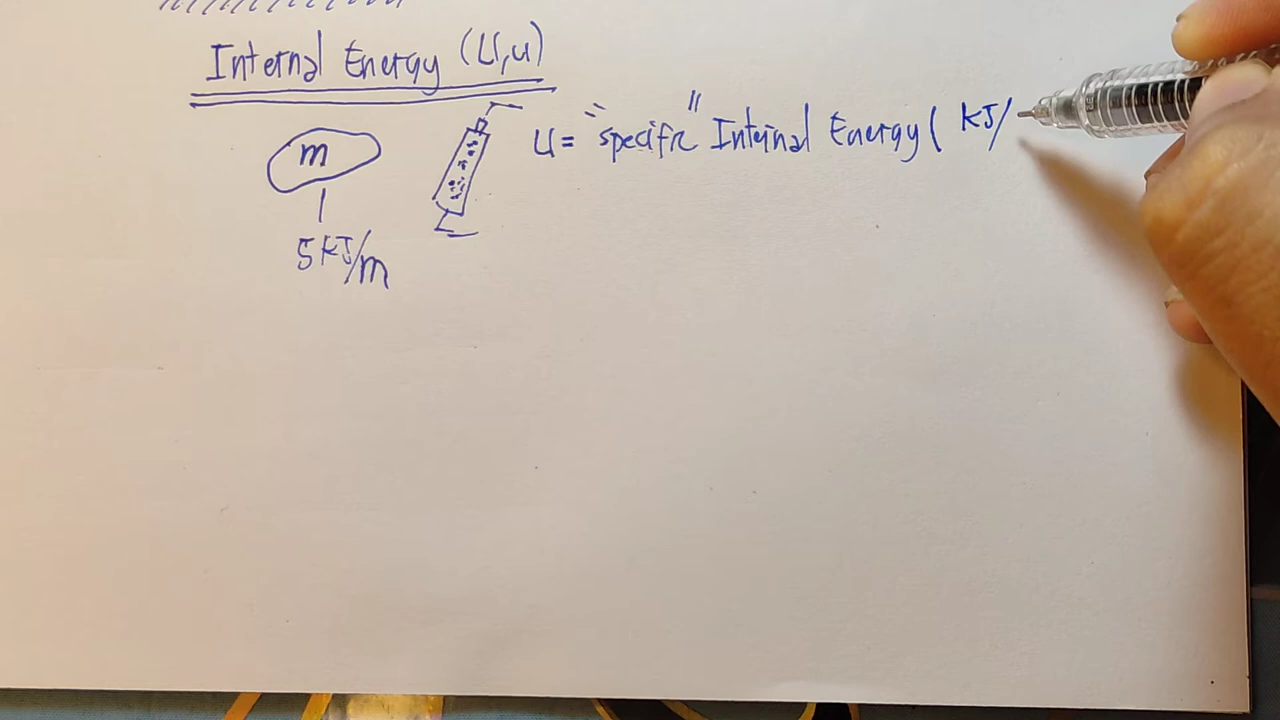 Internal Energy (U,u)
u = "specific" Internal Energy ( KJ/
m
5 KJ/m